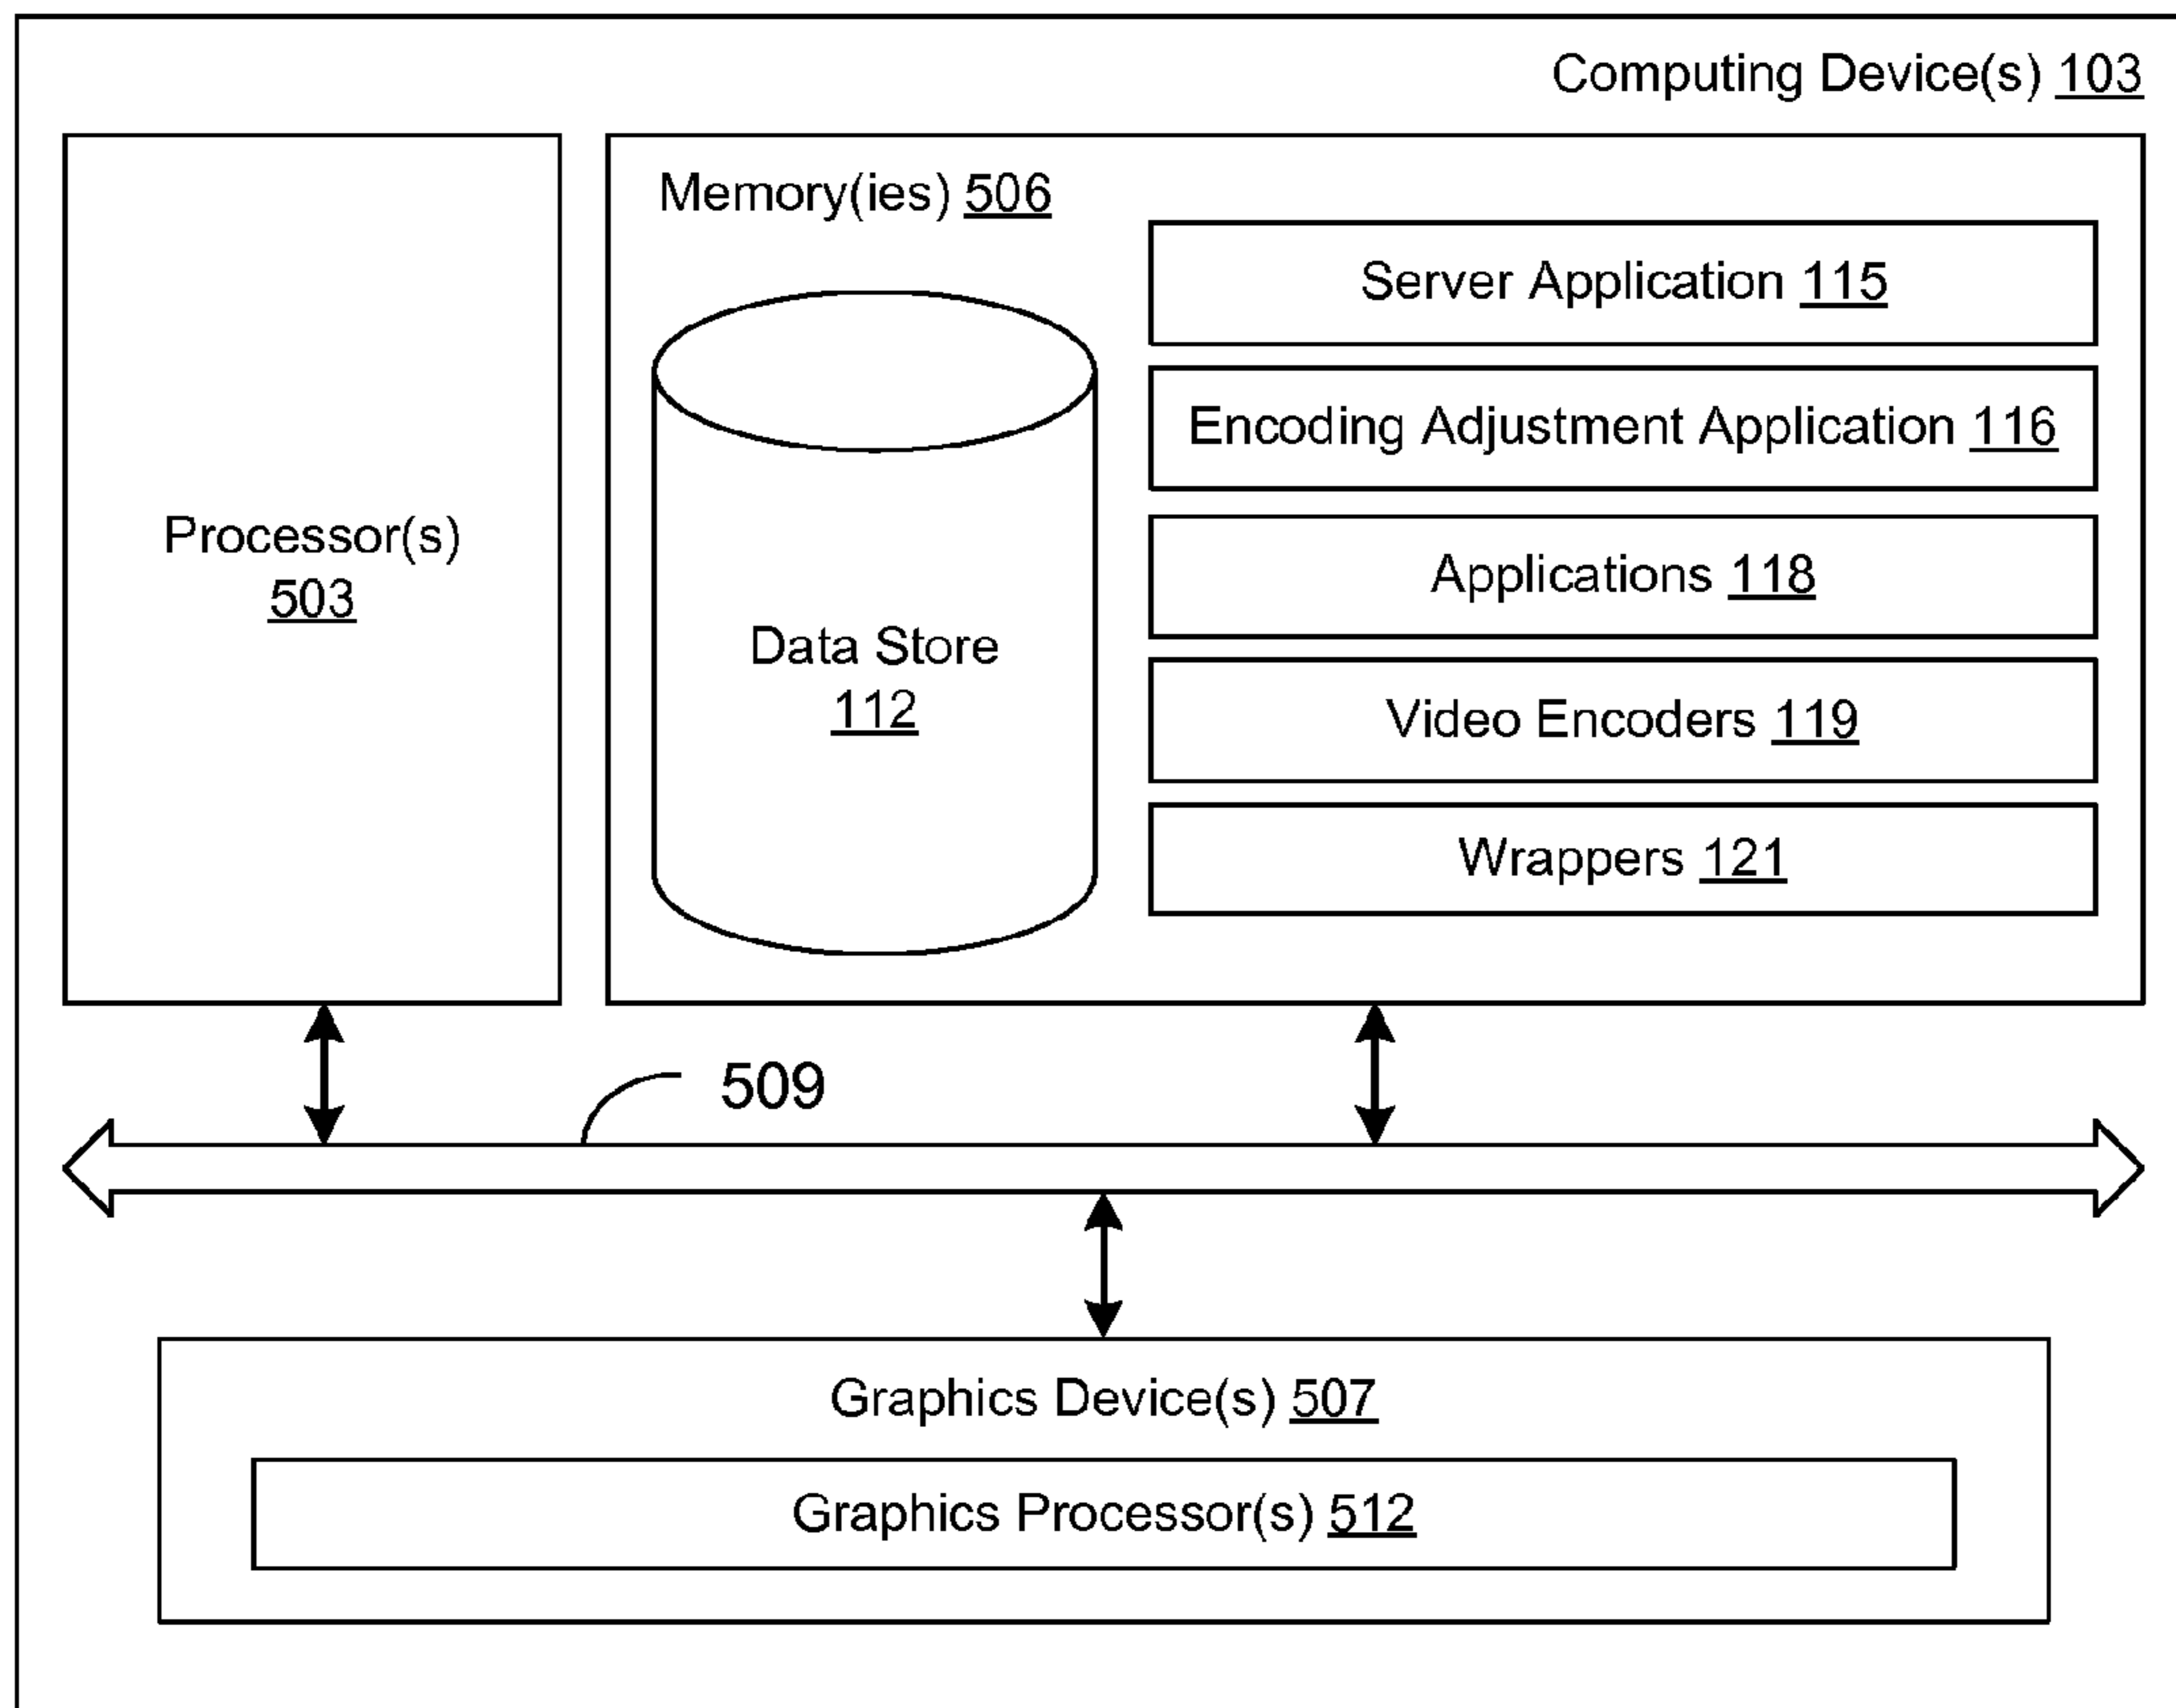 Computing Device(s) 103
Memory(ies) 506
Server Application 115
Encoding Adjustment Application 116
Processor(s)
503
Applications 118
Data Store
112
Video Encoders 119
Wrappers 121
509
Graphics Device(s) 507
Graphics Processor(s) 512